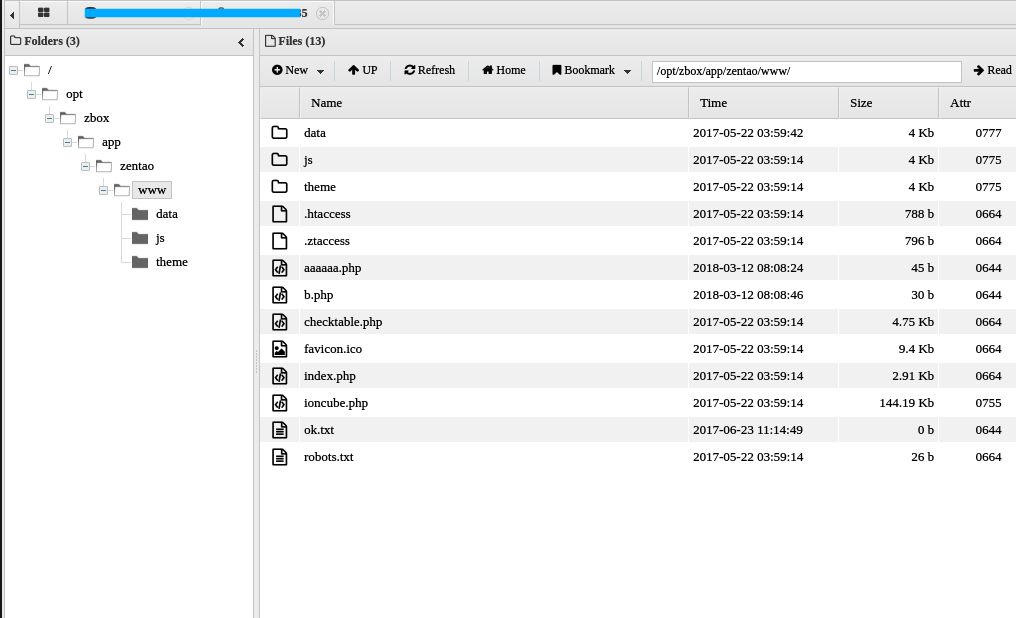 5
Folders (3)
Files (13)
New UP Refresh Home Bookmark /opt/zbox/app/zentao/www/ Read
/
opt
zbox
app
zentao
www
data
js
theme
Name Time Size Attr
data 2017-05-22 03:59:42 4 Kb 0777
js 2017-05-22 03:59:14 4 Kb 0775
theme 2017-05-22 03:59:14 4 Kb 0775
.htaccess 2017-05-22 03:59:14 788 b 0664
.ztaccess 2017-05-22 03:59:14 796 b 0664
aaaaaa.php 2018-03-12 08:08:24 45 b 0644
b.php 2018-03-12 08:08:46 30 b 0644
checktable.php 2017-05-22 03:59:14 4.75 Kb 0664
favicon.ico 2017-05-22 03:59:14 9.4 Kb 0664
index.php 2017-05-22 03:59:14 2.91 Kb 0664
ioncube.php 2017-05-22 03:59:14 144.19 Kb 0755
ok.txt 2017-06-23 11:14:49 0 b 0644
robots.txt 2017-05-22 03:59:14 26 b 0664